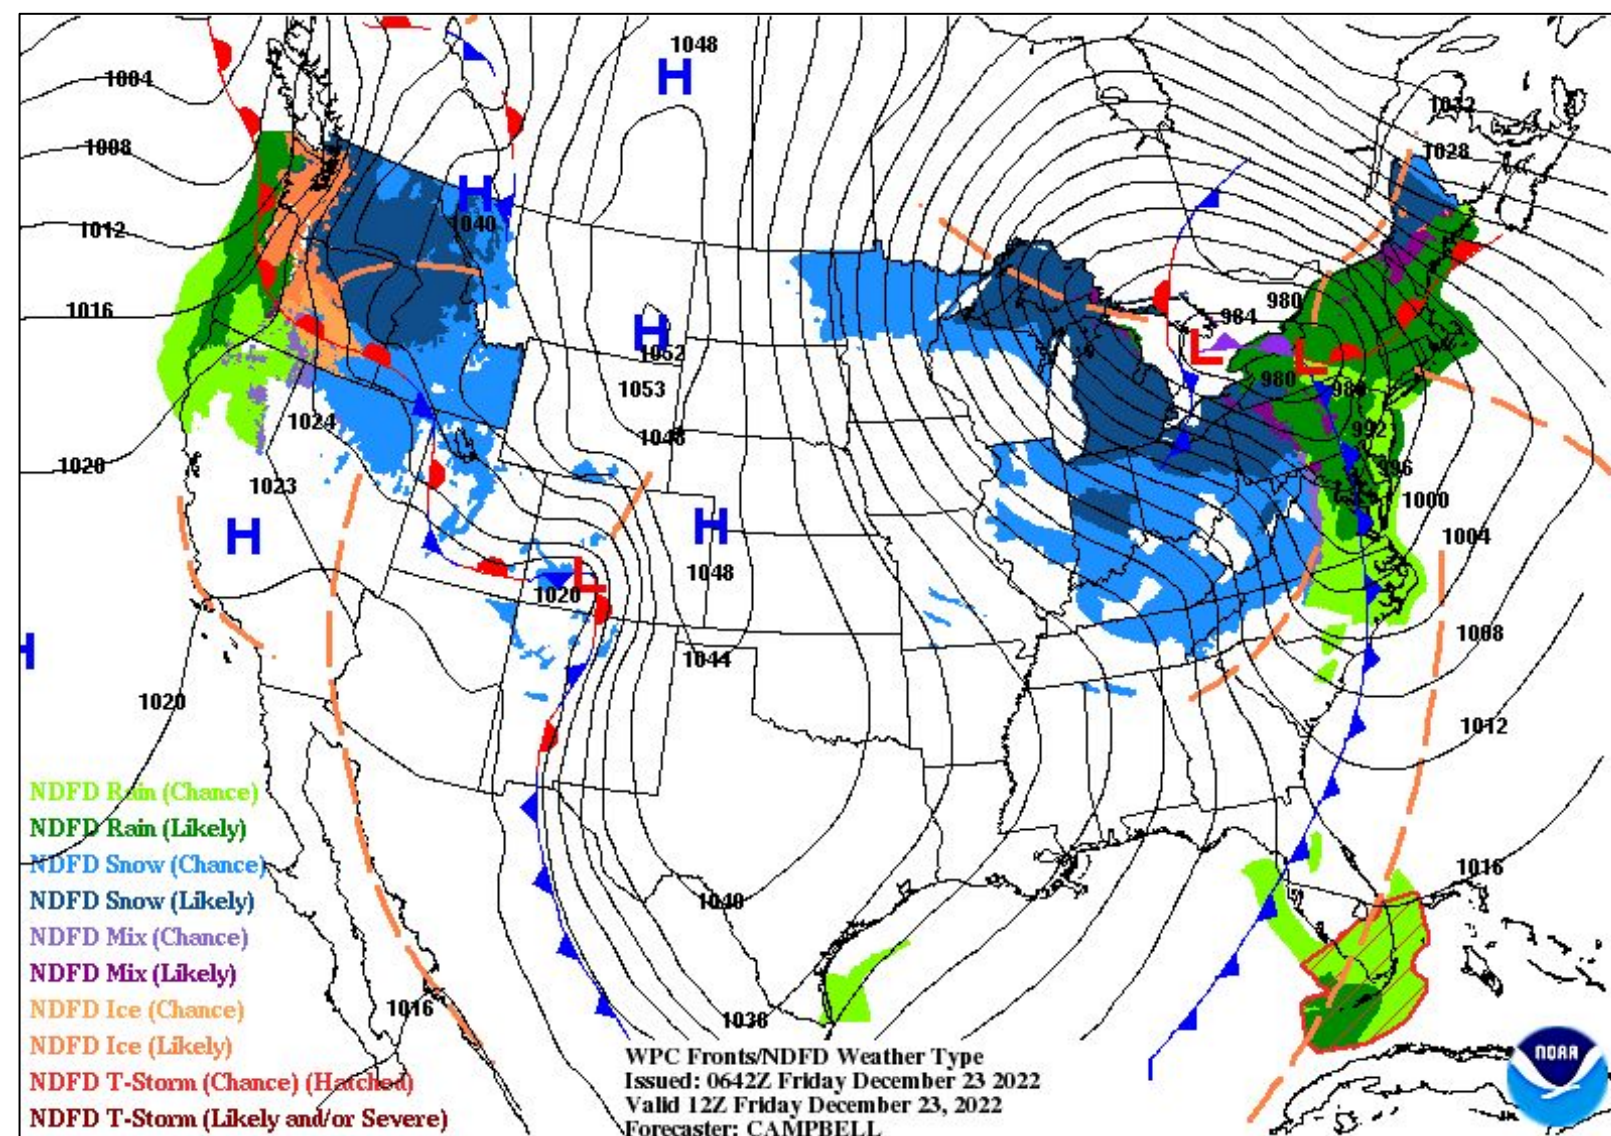 1048
H
1004
1032
1008
1028
H
1040
1012
980
1016
984
H
1052
L
L
980
1053
1024
992
1048
1020
996
1023
1000
H
H
1004
1048
L
1020
1008
H
1044
1020
1012
NDFD Rain (Chance)
NDFD Rain (Likely)
NDFD Snow (Chance)
1016
NDFD Snow (Likely)
1040
NDFD Mix (Chance)
NDFD Mix (Likely)
NDFD Ice (Chance)
1016
NDFD Ice (Likely)
NDFD T-Storm (Chance) (Hatched)
NDFD T-Storm (Likely and/or Severe)
WPC Fronts/NDFD Weather Type
Issued: 0642Z Friday December 23 2022
Valid 12Z Friday December 23, 2022
Forecaster: CAMPBELL
NOAA